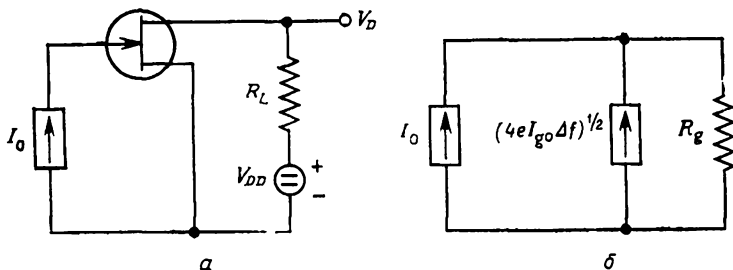 V_D
R_L
I_0
V_DD
+
−
а
I_0
(4eI_g0Δf)^1/2
R_g
б